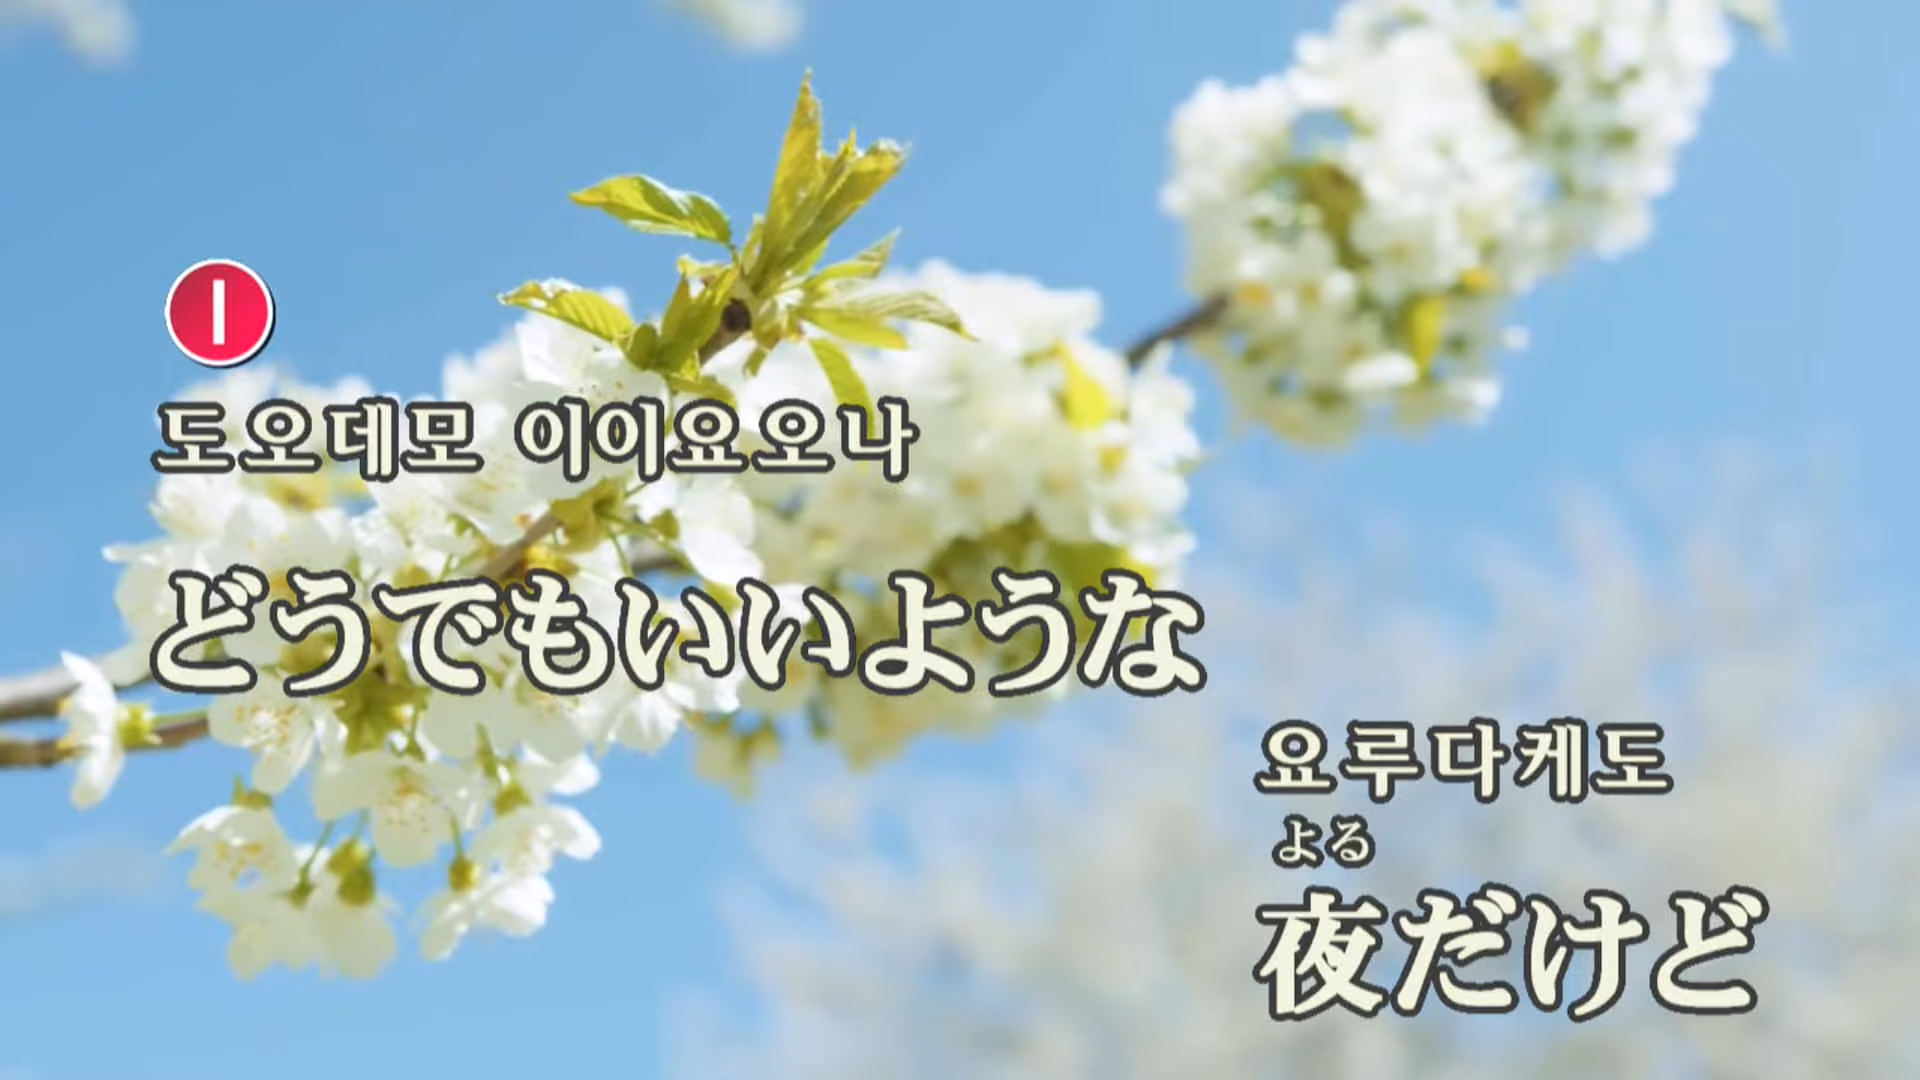 1
도오데모 이이요오나
どうでもいいような
요루다케도
よる
夜だけど